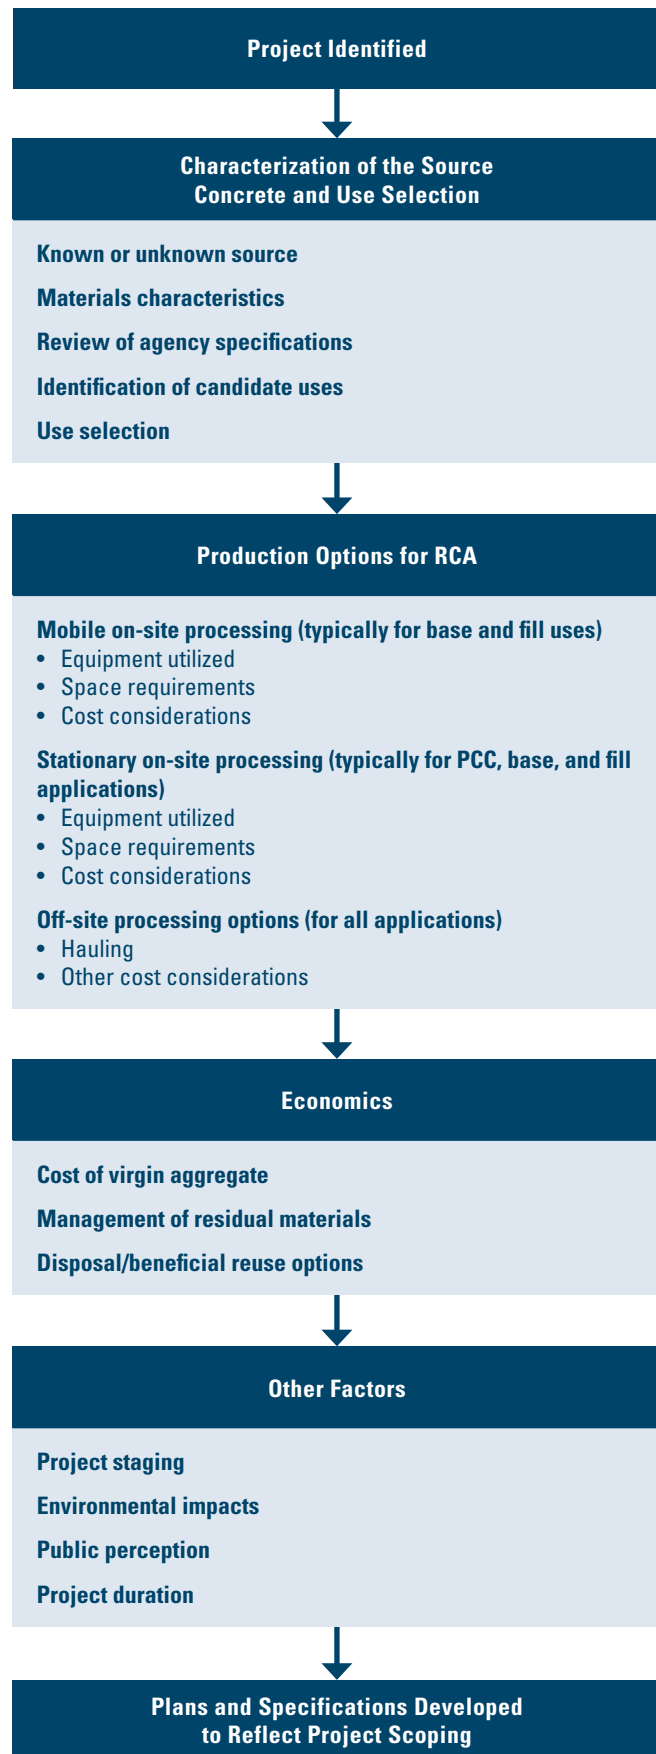 Project Identified
Characterization of the Source
Concrete and Use Selection
Known or unknown source
Materials characteristics
Review of agency specifications
Identification of candidate uses
Use selection
Production Options for RCA
Mobile on-site processing (typically for base and fill uses)
• Equipment utilized
• Space requirements
• Cost considerations
Stationary on-site processing (typically for PCC, base, and fill
applications)
• Equipment utilized
• Space requirements
• Cost considerations
Off-site processing options (for all applications)
• Hauling
• Other cost considerations
Economics
Cost of virgin aggregate
Management of residual materials
Disposal/beneficial reuse options
Other Factors
Project staging
Environmental impacts
Public perception
Project duration
Plans and Specifications Developed
to Reflect Project Scoping